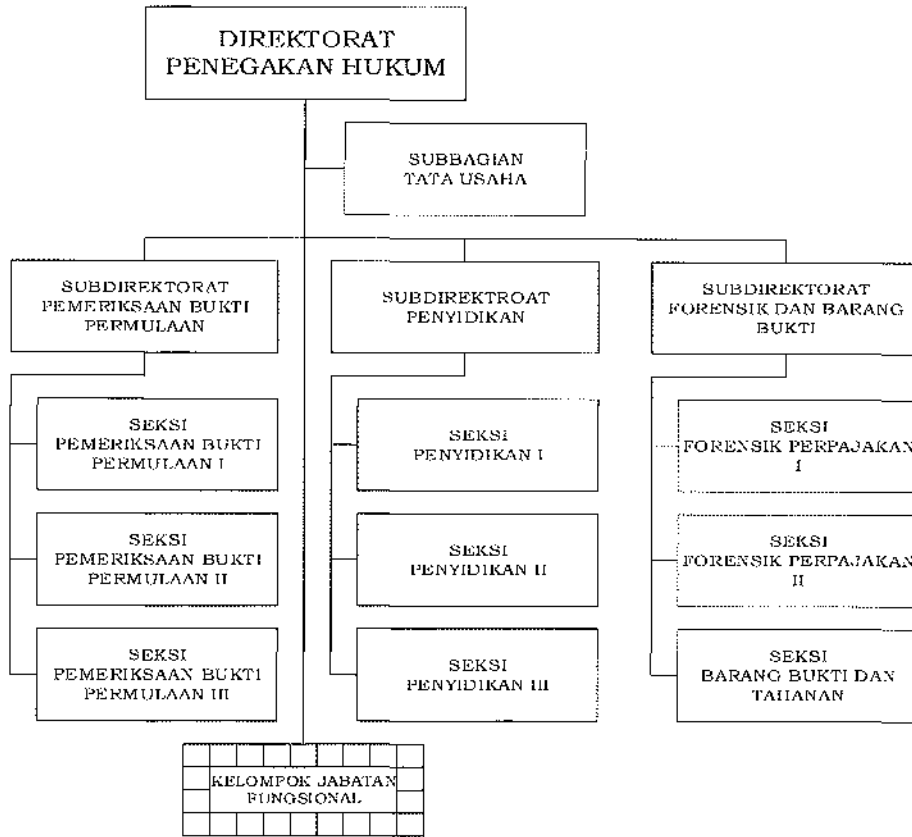 DIREKTORAT
PENEGAKAN HUKUM
SUBBAGIAN
TATA USAHA
SUBDIREKTORAT
PEMERIKSAAN BUKTI
PERMULAAN
SUBDIREKTROAT
PENYIDIKAN
SUBDIREKTORAT
FORENSIK DAN BARANG
BUKTI
SEKSI
PEMERIKSAAN BUKTI
PERMULAAN I
SEKSI
PENYIDIKAN I
SEKSI
FORENSIK PERPAJAKAN
I
SEKSI
PEMERIKSAAN BUKTI
PERMULAAN II
SEKSI
PENYIDIKAN II
SEKSI
FORENSIK PERPAJAKAN
II
SEKSI
PEMERIKSAAN BUKTI
PERMULAAN III
SEKSI
PENYIDIKAN III
SEKSI
BARANG BUKTI DAN
TAHANAN
KELOMPOK JABATAN
FUNGSIONAL